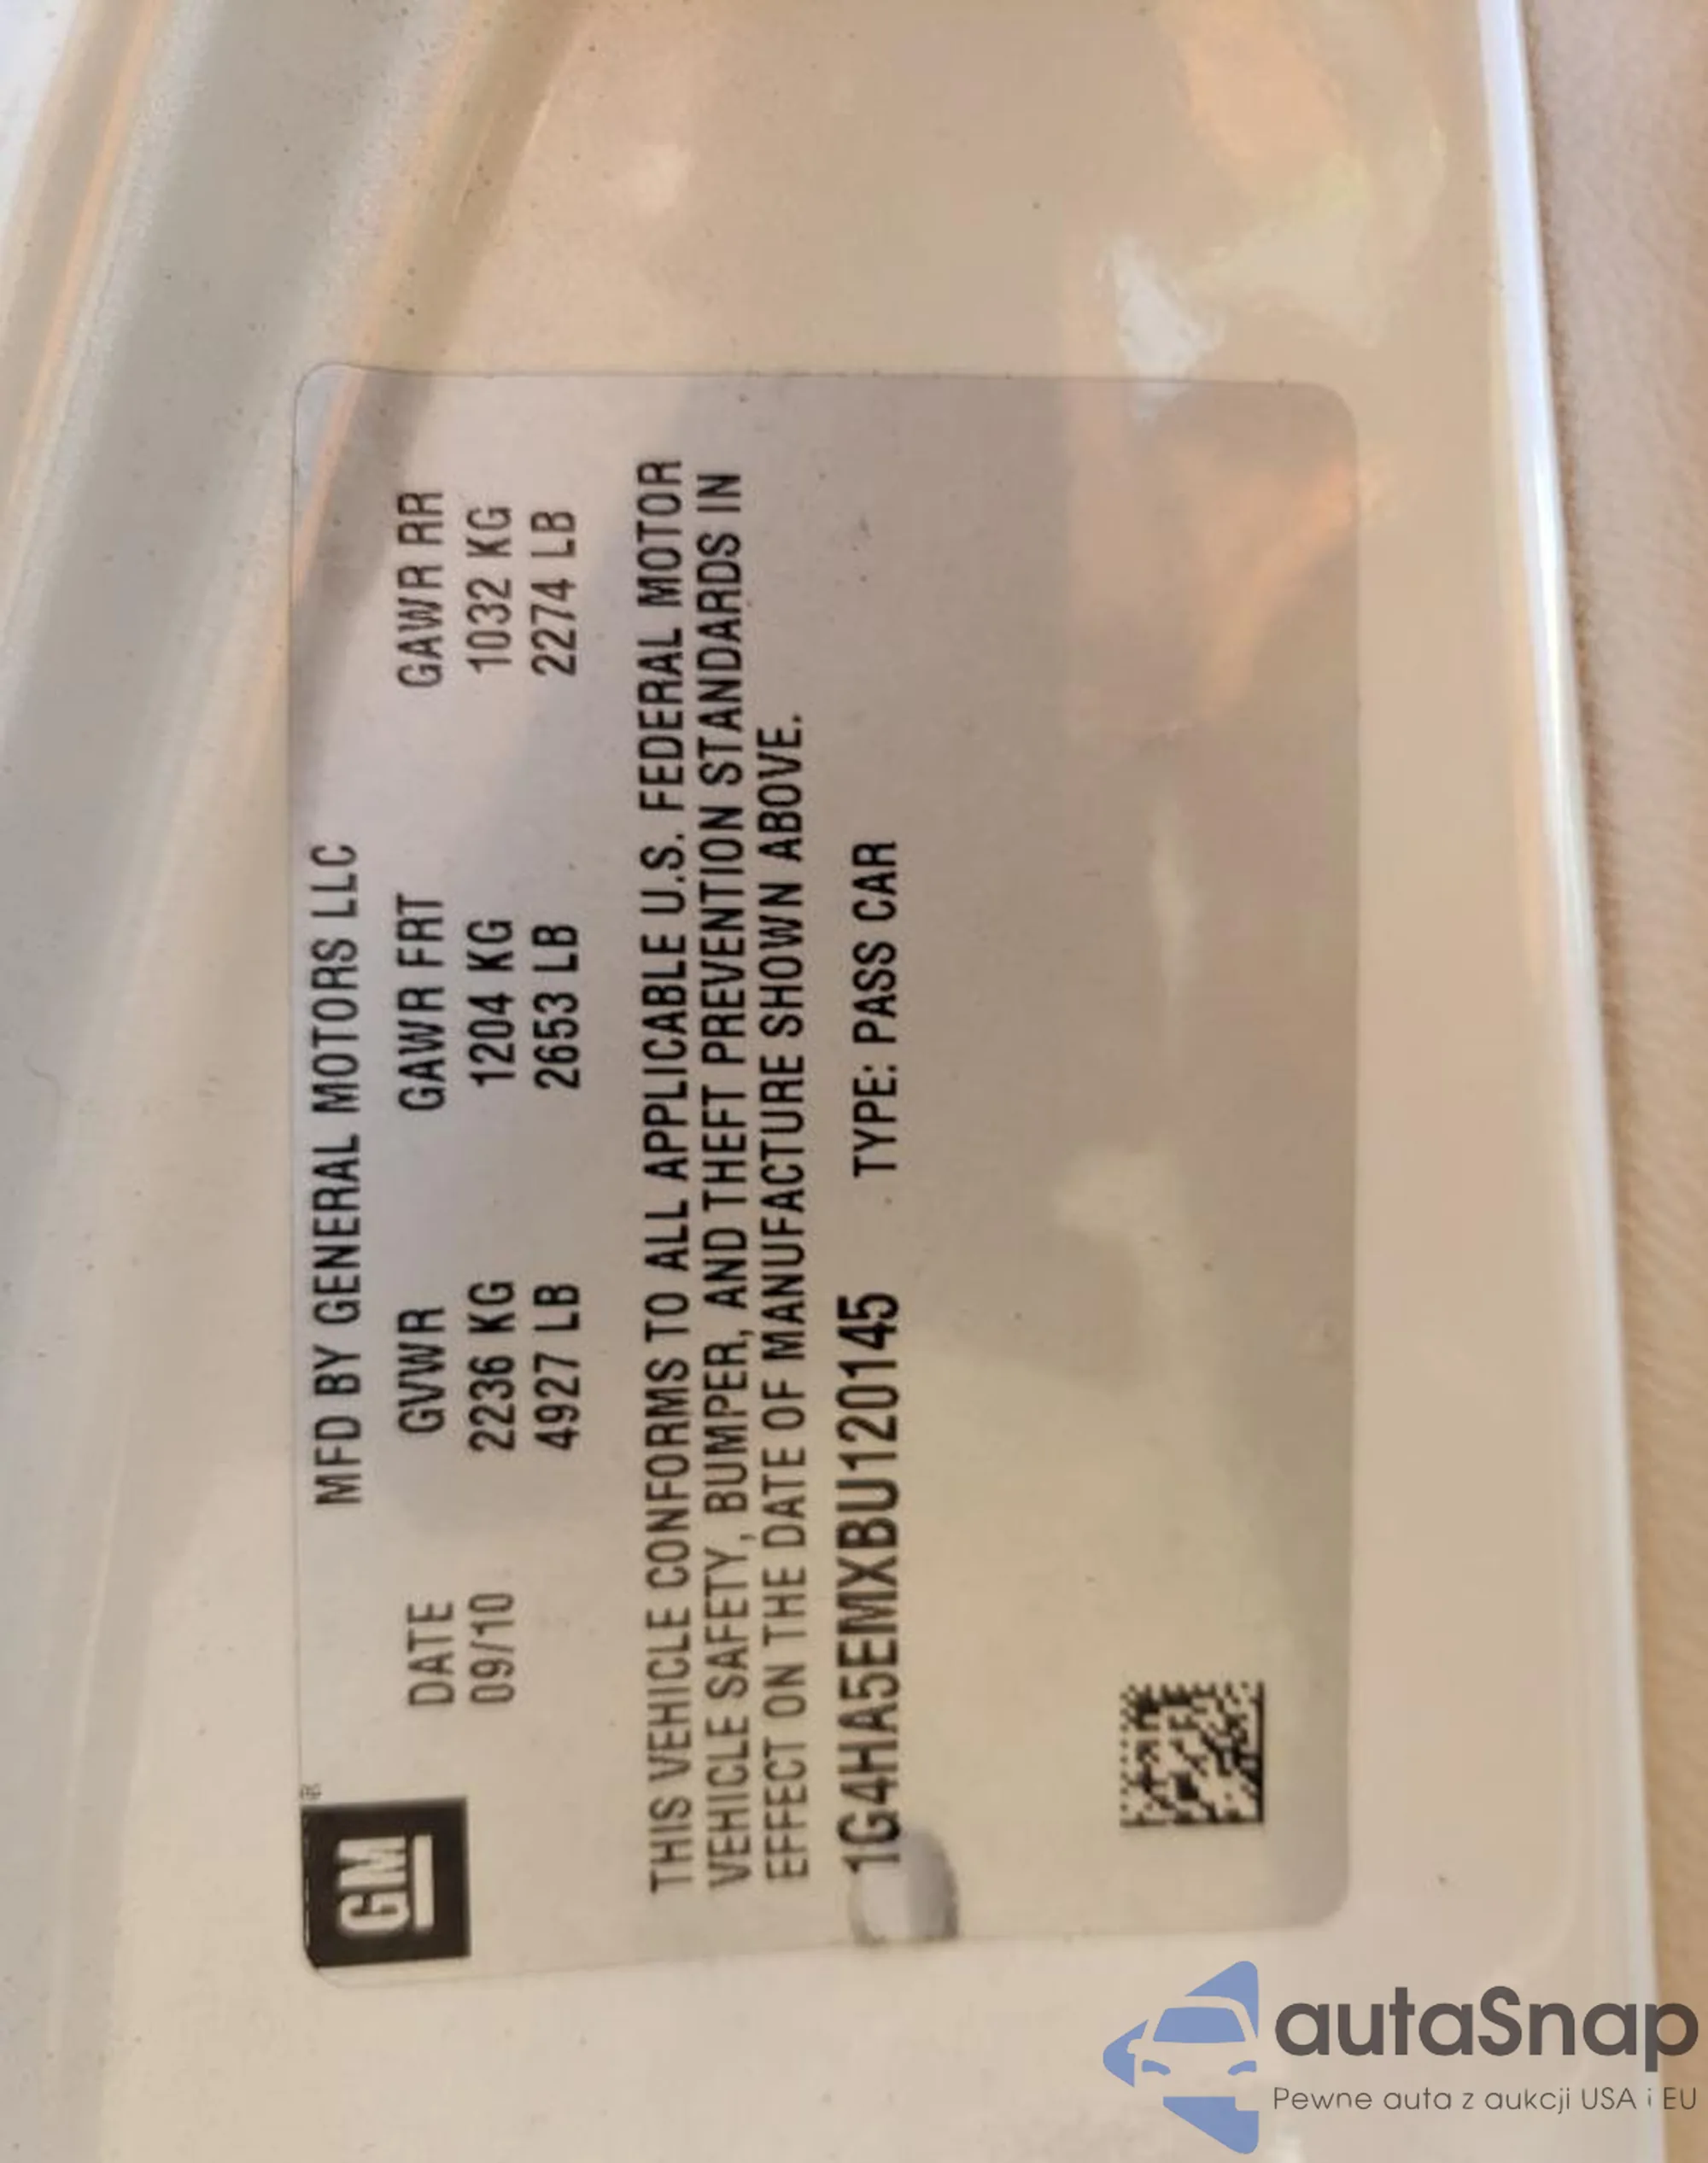 GM
MFD BY GENERAL MOTORS LLC
DATE GVWR GAWR FRT GAWR RR
09/10 2236 KG 1204 KG 1032 KG
4927 LB 2653 LB 2274 LB
THIS VEHICLE CONFORMS TO ALL APPLICABLE U.S. FEDERAL MOTOR
VEHICLE SAFETY, BUMPER, AND THEFT PREVENTION STANDARDS IN
EFFECT ON THE DATE OF MANUFACTURE SHOWN ABOVE.
1G4HA5EMXBU120145 TYPE: PASS CAR
autaSnap
Pewne auta z aukcji USA i EU